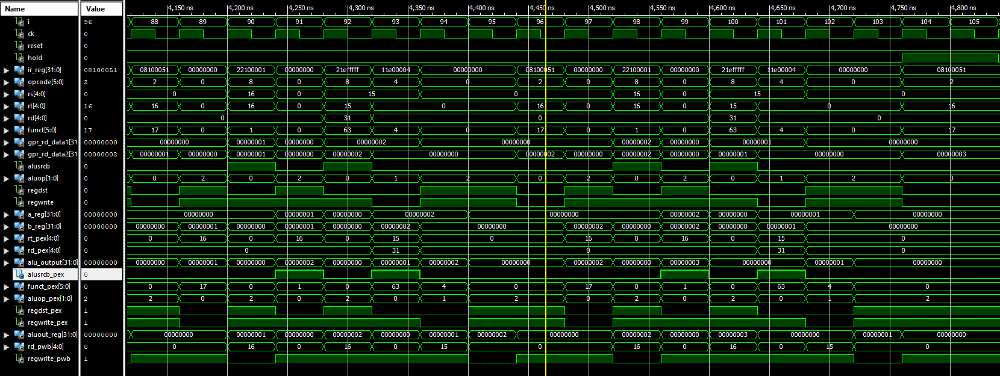 Name Value 4,150 ns 4,200 ns 4,250 ns 4,300 ns 4,350 ns 4,400 ns 4,450 ns 4,500 ns 4,550 ns 4,600 ns 4,650 ns 4,700 ns 4,750 ns 4,800 ns
i 96 88 89 90 91 92 93 94 95 96 97 98 99 100 101 102 103 104 105
ck 0
reset 0
hold 0
ir_reg[31:0] 08100051 08100051 00000000 22100001 00000000 21efffff 11e00004 00000000 08100051 00000000 22100001 00000000 21efffff 11e00004 00000000 08100051
opcode[5:0] 2 2 0 8 0 8 4 0 2 0 8 0 8 4 0 2
rs[4:0] 0 0 16 0 15 0 16 0 15 0
rt[4:0] 16 16 0 16 0 15 0 16 0 16 0 15 0 16
rd[4:0] 0 0 31 0 31 0
funct[5:0] 17 17 0 1 0 63 4 0 17 0 1 0 63 4 0 17
gpr_rd_data1[31 00000000 00000000 00000001 00000000 00000002 00000000 00000002 00000000 00000001 00000000
gpr_rd_data2[31 00000002 00000001 00000000 00000001 00000000 00000002 00000000 00000002 00000000 00000002 00000000 00000001 00000000 00000003
alusrcb 0
aluop[1:0] 0 0 2 0 2 0 1 2 0 2 0 2 0 1 2 0
regdst 0
regwrite 0
a_reg[31:0] 00000000 00000000 00000001 00000000 00000002 00000000 00000002 00000000 00000001 00000000
b_reg[31:0] 00000000 00000000 00000001 00000000 00000001 00000000 00000002 00000000 00000002 00000000 00000002 00000000 00000001 00000000
rt_pex[4:0] 0 0 16 0 16 0 15 0 16 0 16 0 15 0
rd_pex[4:0] 0 0 31 0 31 0
alu_output[31:0] 00000000 00000000 00000001 00000000 00000002 00000000 00000001 00000002 00000000 00000002 00000000 00000003 00000000 00000001 00000000
alusrcb_pex 0
funct_pex[5:0] 0 0 17 0 1 0 63 4 0 17 0 1 0 63 4 0
aluop_pex[1:0] 2 2 0 2 0 2 0 1 2 0 2 0 2 0 1 2
regdst_pex 1
regwrite_pex 1
aluout_reg[31:0] 00000000 00000000 00000001 00000000 00000002 00000000 00000001 00000002 00000000 00000002 00000000 00000003 00000000 00000001 00000000
rd_pwb[4:0] 0 0 16 0 15 0 15 0 16 0 16 0 15 0
regwrite_pwb 1